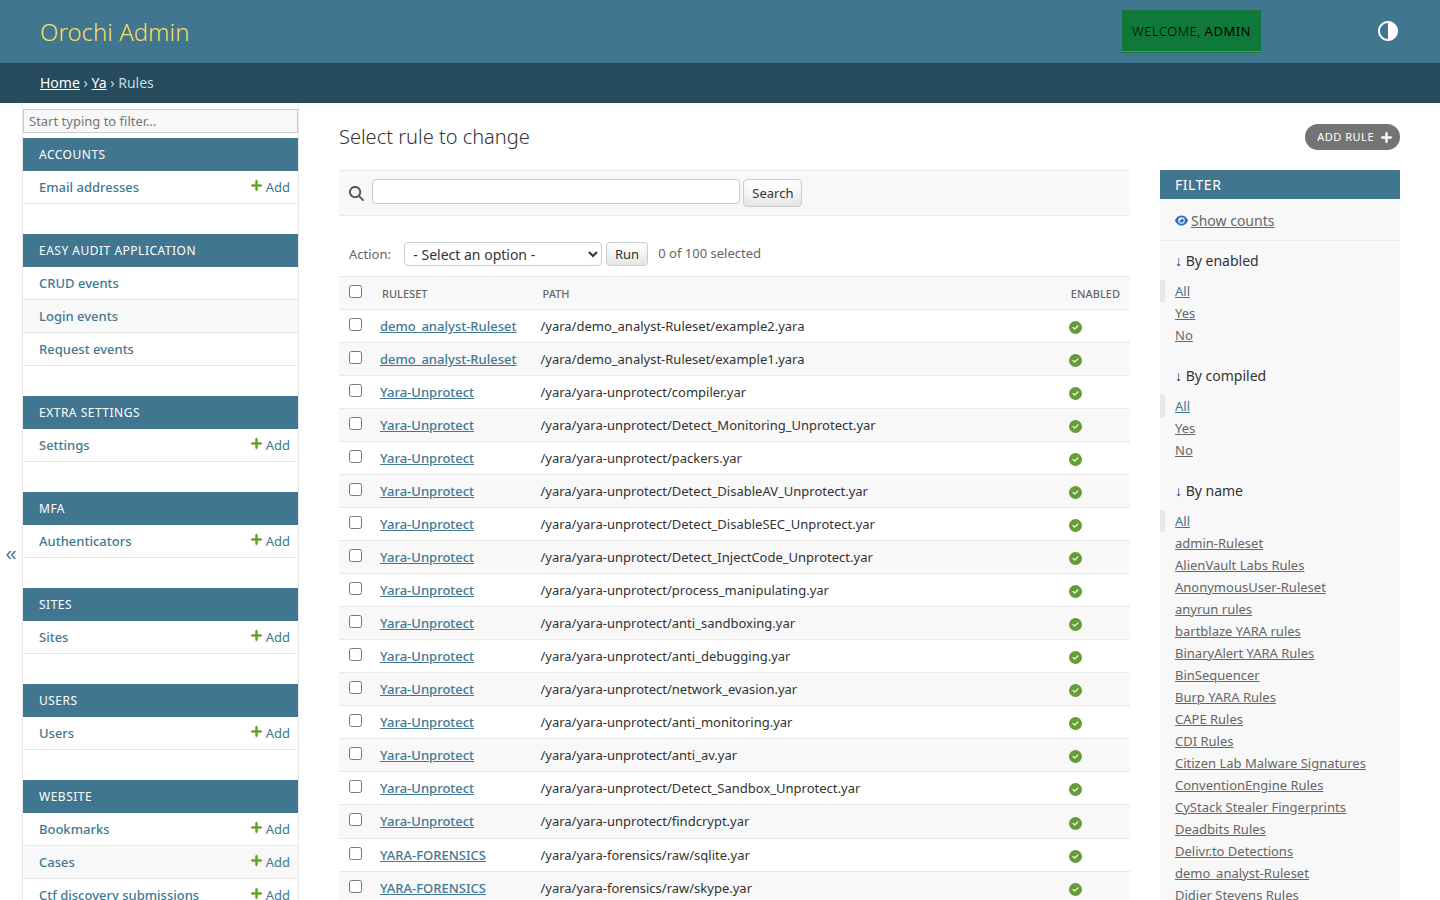 Orochi Admin
WELCOME, ADMIN
Home › Ya › Rules
Start typing to filter...
ACCOUNTS
Email addresses
Add
EASY AUDIT APPLICATION
CRUD events
Login events
Request events
EXTRA SETTINGS
Settings
Add
MFA
Authenticators
Add
«
SITES
Sites
Add
USERS
Users
Add
WEBSITE
Bookmarks
Add
Cases
Add
Ctf discovery submissions
Add
Select rule to change
ADD RULE
Search
Action:
- Select an option -
Run
0 of 100 selected
RULESET PATH ENABLED
demo_analyst-Ruleset /yara/demo_analyst-Ruleset/example2.yara
demo_analyst-Ruleset /yara/demo_analyst-Ruleset/example1.yara
Yara-Unprotect /yara/yara-unprotect/compiler.yar
Yara-Unprotect /yara/yara-unprotect/Detect_Monitoring_Unprotect.yar
Yara-Unprotect /yara/yara-unprotect/packers.yar
Yara-Unprotect /yara/yara-unprotect/Detect_DisableAV_Unprotect.yar
Yara-Unprotect /yara/yara-unprotect/Detect_DisableSEC_Unprotect.yar
Yara-Unprotect /yara/yara-unprotect/Detect_InjectCode_Unprotect.yar
Yara-Unprotect /yara/yara-unprotect/process_manipulating.yar
Yara-Unprotect /yara/yara-unprotect/anti_sandboxing.yar
Yara-Unprotect /yara/yara-unprotect/anti_debugging.yar
Yara-Unprotect /yara/yara-unprotect/network_evasion.yar
Yara-Unprotect /yara/yara-unprotect/anti_monitoring.yar
Yara-Unprotect /yara/yara-unprotect/anti_av.yar
Yara-Unprotect /yara/yara-unprotect/Detect_Sandbox_Unprotect.yar
Yara-Unprotect /yara/yara-unprotect/findcrypt.yar
YARA-FORENSICS /yara/yara-forensics/raw/sqlite.yar
YARA-FORENSICS /yara/yara-forensics/raw/skype.yar
FILTER
Show counts
↓ By enabled
All
Yes
No
↓ By compiled
All
Yes
No
↓ By name
All
admin-Ruleset
AlienVault Labs Rules
AnonymousUser-Ruleset
anyrun rules
bartblaze YARA rules
BinaryAlert YARA Rules
BinSequencer
Burp YARA Rules
CAPE Rules
CDI Rules
Citizen Lab Malware Signatures
ConventionEngine Rules
CyStack Stealer Fingerprints
Deadbits Rules
Delivr.to Detections
demo_analyst-Ruleset
Didier Stevens Rules